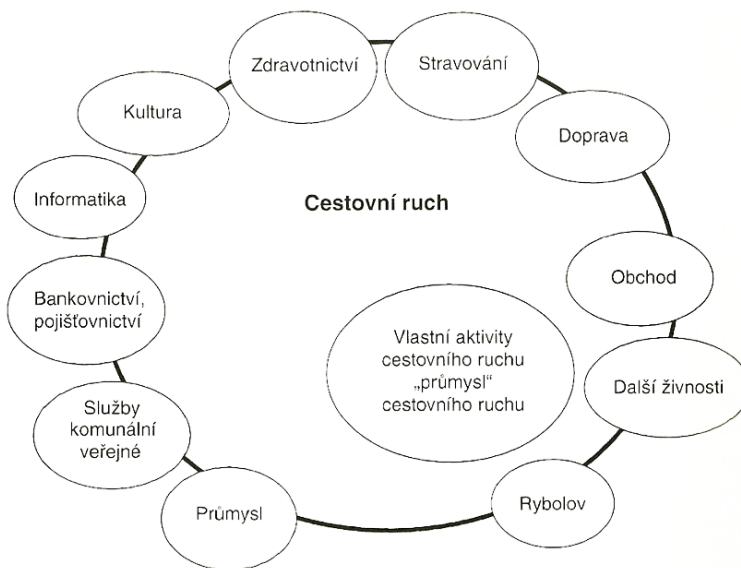 Zdravotnictví
Stravování
Kultura
Doprava
Informatika
Cestovní ruch
Obchod
Bankovnictví,
pojišťovnictví
Vlastní aktivity
cestovního ruchu
„průmysl“
cestovního ruchu
Další živnosti
Služby
komunální
veřejné
Průmysl
Rybolov